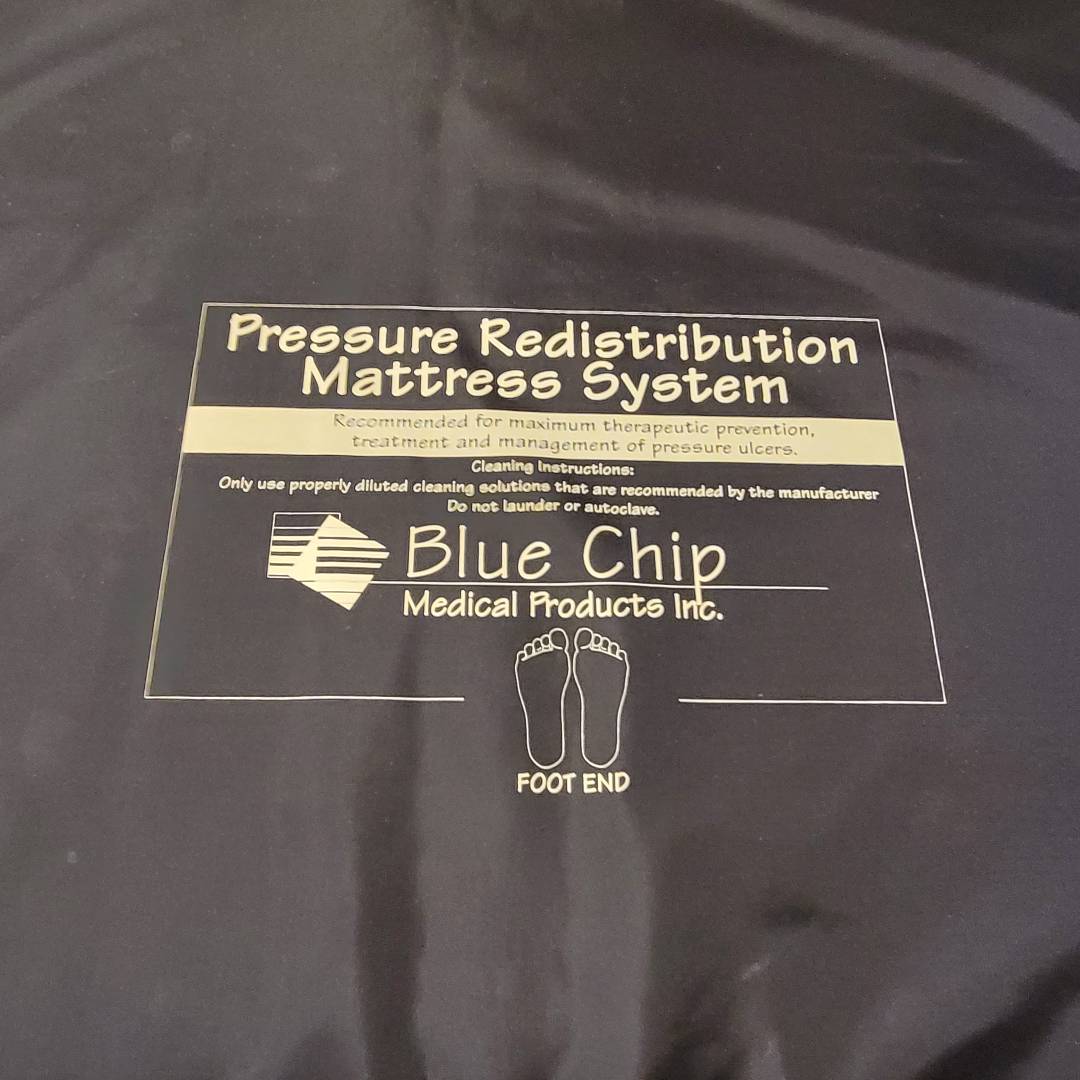 Pressure Redistribution
Mattress System
Recommended for maximum therapeutic prevention,
treatment and management of pressure ulcers.
Cleaning Instructions:
Only use properly diluted cleaning solutions that are recommended by the manufacturer
Do not launder or autoclave.
Blue Chip
Medical Products Inc.
FOOT END